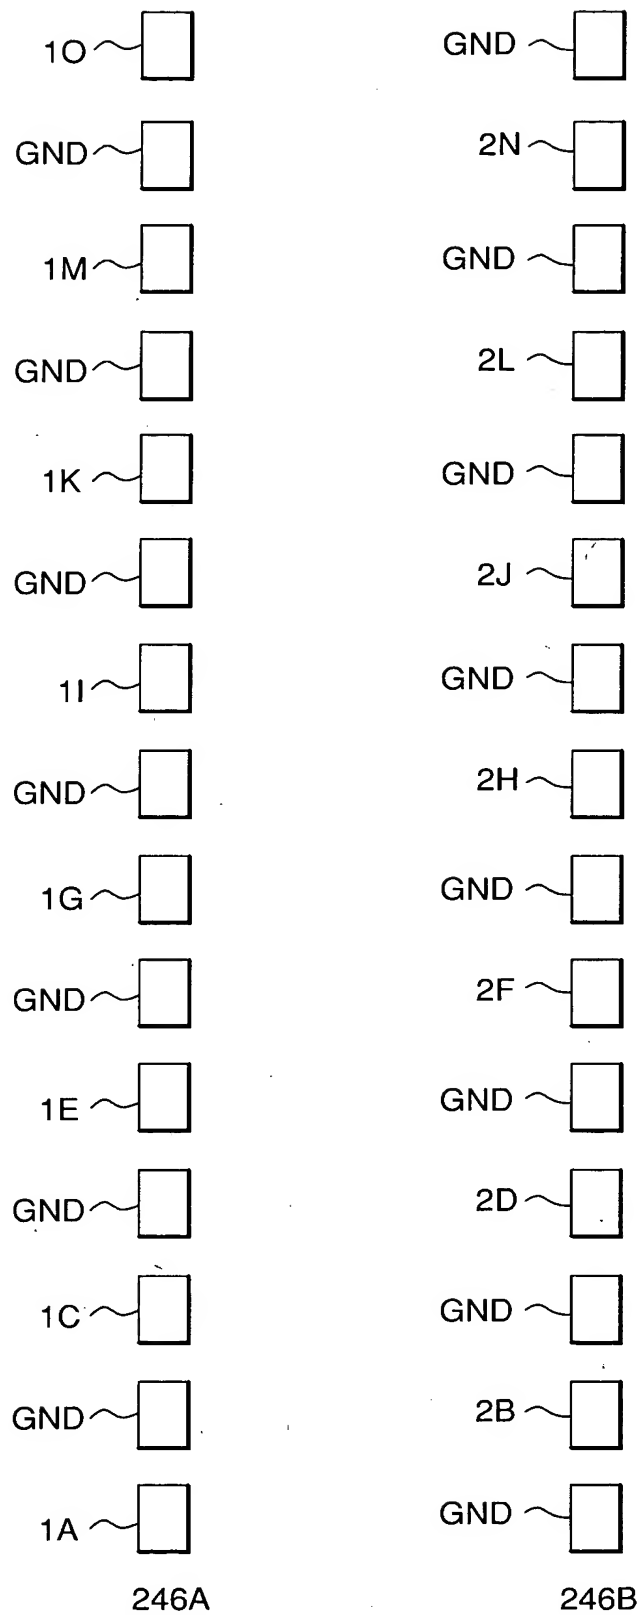 1O GND
GND 2N
1M GND
GND 2L
1K GND
GND 2J
1I GND
GND 2H
1G GND
GND 2F
1E GND
GND 2D
1C GND
GND 2B
1A GND
246A 246B